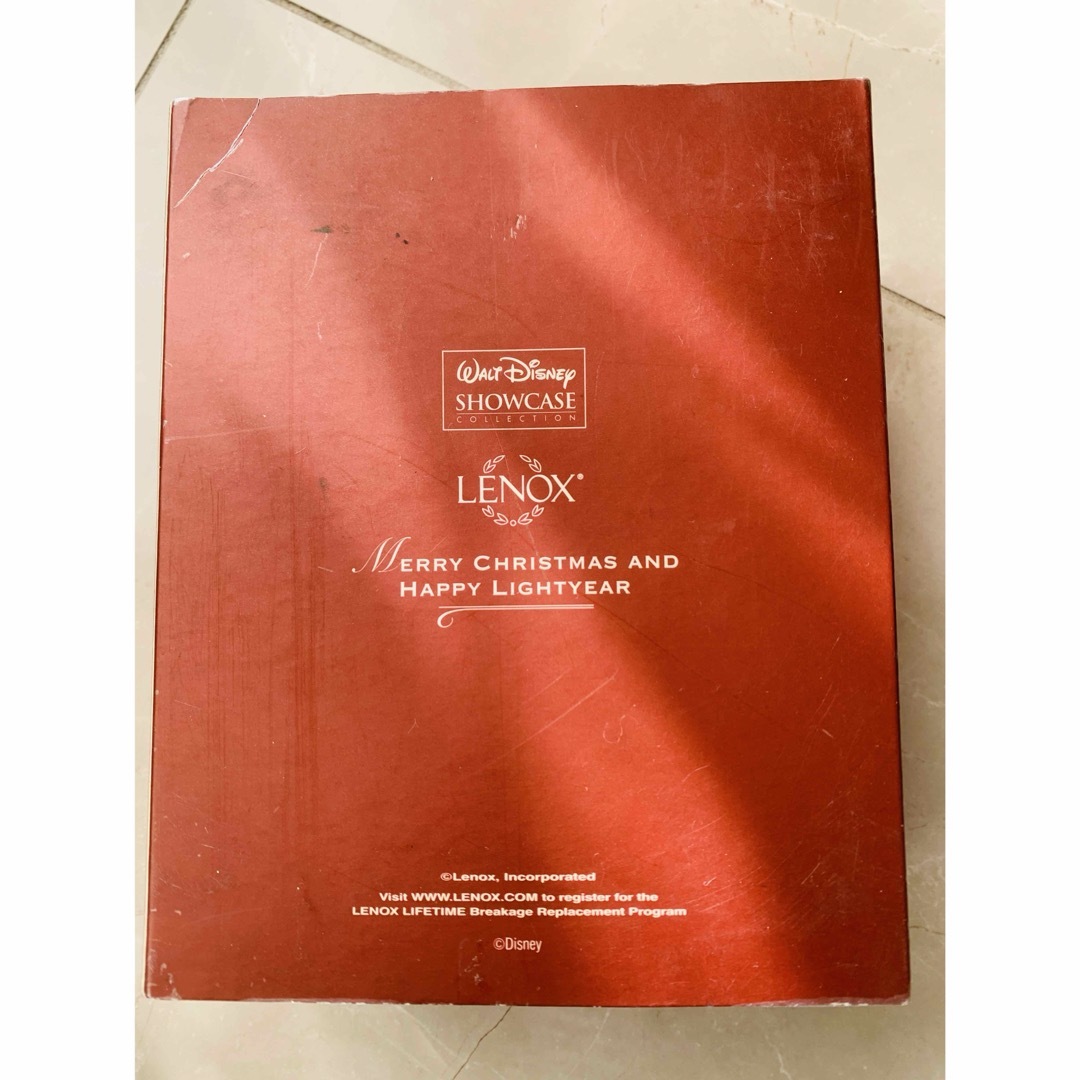 WALT DISNEY
SHOWCASE
COLLECTION
LENOX®
MERRY CHRISTMAS AND
HAPPY LIGHTYEAR
©Lenox, Incorporated
Visit WWW.LENOX.COM to register for the
LENOX LIFETIME Breakage Replacement Program
©Disney